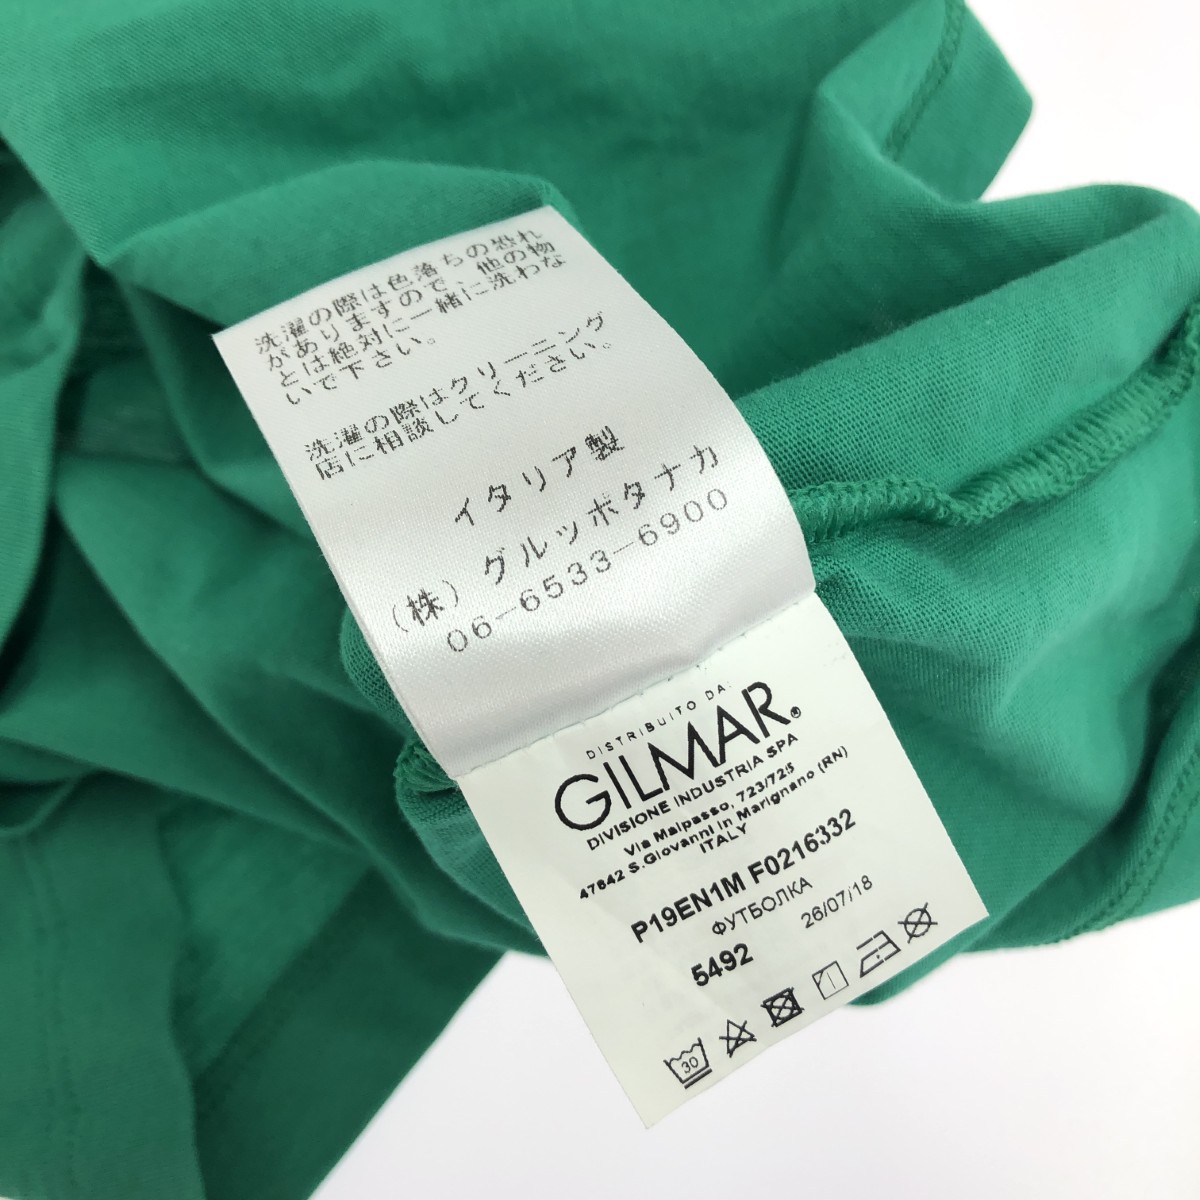 洗濯の際は色落ちの恐れ
がありますので、他の物
とは絶対に一緒に洗わな
いで下さい。
洗濯の際はクリーニング
店に相談してください。
イタリア製
(株) グルッポタナカ
06-6533-6900
DISTRIBUITO DA:
GILMAR®
DIVISIONE INDUSTRIA SPA
Via Malpasso, 723/725
47842 S.Giovanni in Marignano (RN)
ITALY
P19EN1M F0216332
ФУТБОЛКА
5492 26/07/18
30